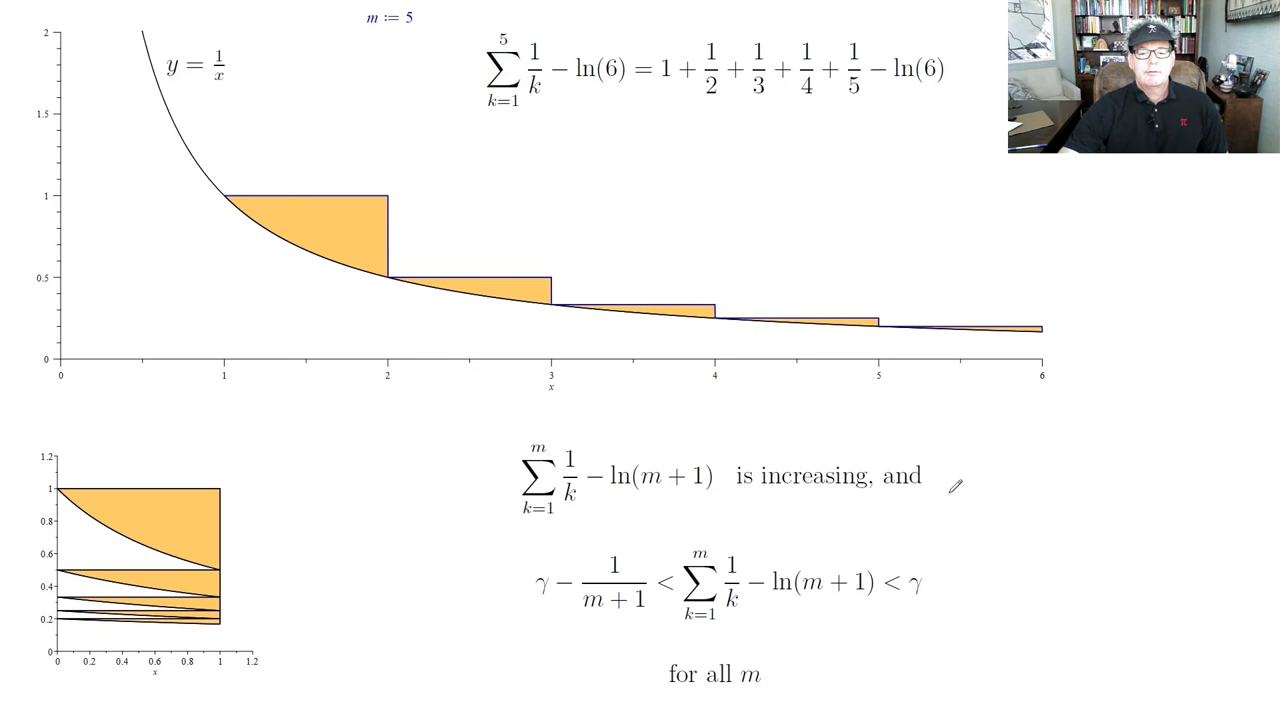 m := 5
y = 1/x
∑_{k=1}^{5} 1/k − ln(6) = 1 + 1/2 + 1/3 + 1/4 + 1/5 − ln(6)
π
2
1.5
1
0.5
0
0 1 2 3 4 5 6
x
∑_{k=1}^{m} 1/k − ln(m + 1) is increasing, and
γ − 1/(m + 1) < ∑_{k=1}^{m} 1/k − ln(m + 1) < γ
for all m
1.2
1
0.8
0.6
0.4
0.2
0
0 0.2 0.4 0.6 0.8 1 1.2
x